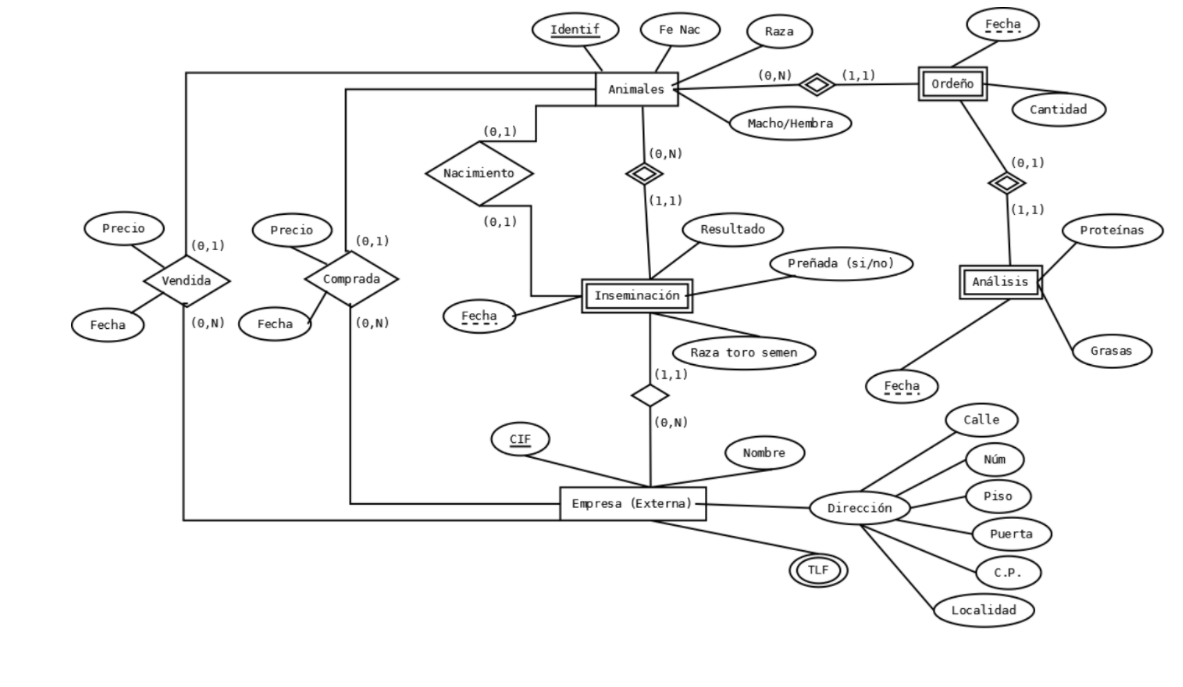 Identif
Fe Nac
Raza
Fecha
Animales
(0,N)
(1,1)
Ordeño
Cantidad
Macho/Hembra
(0,1)
Nacimiento
(0,N)
(0,1)
(1,1)
(1,1)
(0,1)
Precio
Precio
Resultado
Proteínas
(0,1)
(0,1)
Vendida
Comprada
Preñada (si/no)
Inseminación
Análisis
Fecha
Fecha
Fecha
(0,N)
(0,N)
Raza toro semen
Grasas
(1,1)
Fecha
(0,N)
Calle
CIF
Nombre
Núm
Empresa (Externa)
Dirección
Piso
Puerta
TLF
C.P.
Localidad